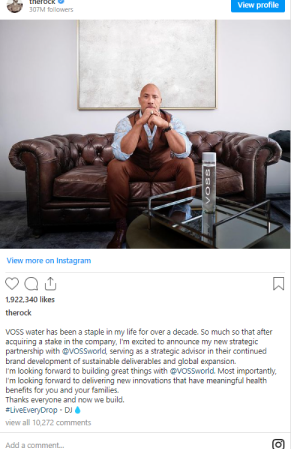 therock
307M followers
View profile
VOSS
View more on Instagram
1,922,340 likes
therock
VOSS water has been a staple in my life for over a decade. So much so that after
acquiring a stake in the company, I'm excited to announce my new strategic
partnership with @VOSSworld, serving as a strategic advisor in their continued
brand development of sustainable deliverables and global expansion.
I'm looking forward to building great things with @VOSSworld. Most importantly,
I'm looking forward to delivering new innovations that have meaningful health
benefits for you and your families.
Thanks everyone and now we build.
#LiveEveryDrop - DJ 💧
view all 10,272 comments
Add a comment...